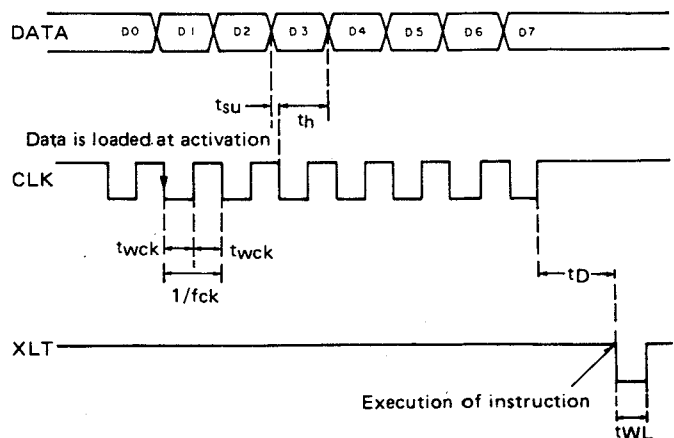 DATA D0 D1 D2 D3 D4 D5 D6 D7
tsu th
Data is loaded at activation
CLK
twck twck
1/fck
tD
XLT
Execution of instruction
tWL